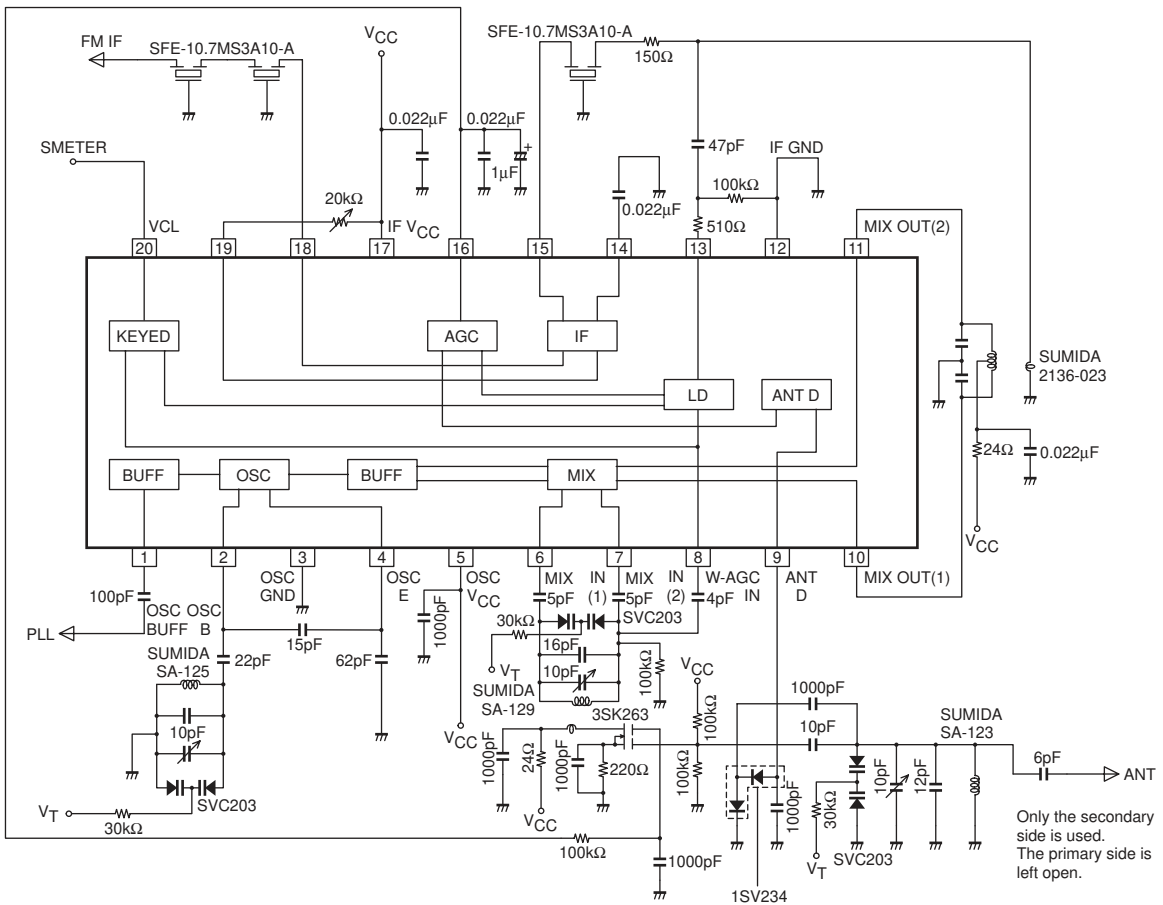 FM IF
SFE-10.7MS3A10-A
VCC
SFE-10.7MS3A10-A
150Ω
SMETER
0.022μF
0.022μF
+
1μF
47pF
IF GND
100kΩ
20kΩ
0.022μF
510Ω
VCL
IF VCC
MIX OUT(2)
20
19
18
17
16
15
14
13
12
11
KEYED
AGC
IF
LD
ANT D
SUMIDA
2136-023
24Ω
0.022μF
VCC
BUFF
OSC
BUFF
MIX
1
2
3
4
5
6
7
8
9
10
MIX OUT(1)
100pF
OSC
BUFF
OSC
B
OSC
GND
OSC
E
OSC
VCC
MIX
IN
(1)
MIX
IN
(2)
W-AGC
IN
ANT
D
PLL
15pF
62pF
1000pF
5pF
5pF
4pF
SVC203
30kΩ
16pF
10pF
VT
SUMIDA
SA-129
100kΩ
VCC
SUMIDA
SA-125
22pF
10pF
SVC203
VT
30kΩ
VCC
1000pF
24Ω
VCC
1000pF
3SK263
220Ω
100kΩ
100kΩ
1000pF
10pF
1000pF
100kΩ
1000pF
1SV234
30kΩ
VT
SVC203
10pF
12pF
SUMIDA
SA-123
6pF
ANT
Only the secondary
side is used.
The primary side is
left open.